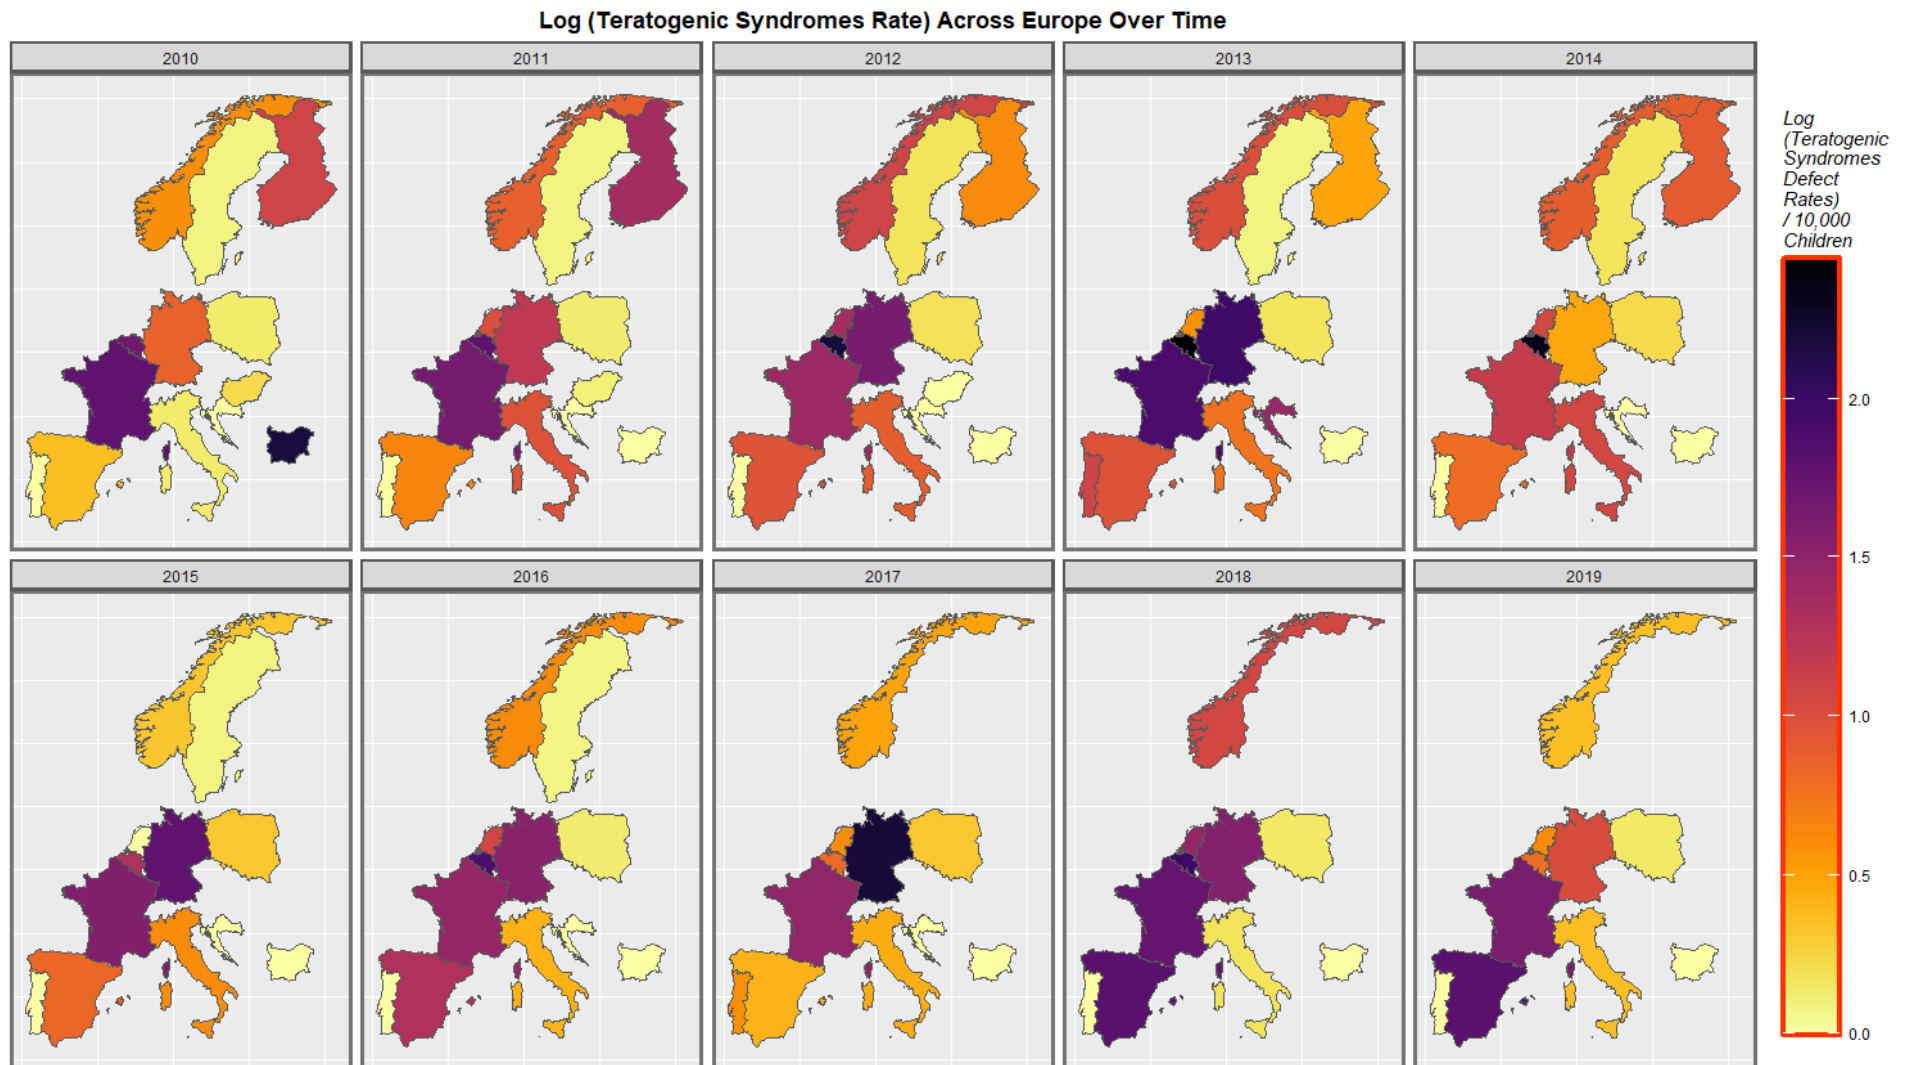 Log (Teratogenic Syndromes Rate) Across Europe Over Time
2010
2011
2012
2013
2014
Log
(Teratogenic
Syndromes
Defect
Rates)
/ 10,000
Children
2.0
1.5
1.0
0.5
0.0
2015
2016
2017
2018
2019